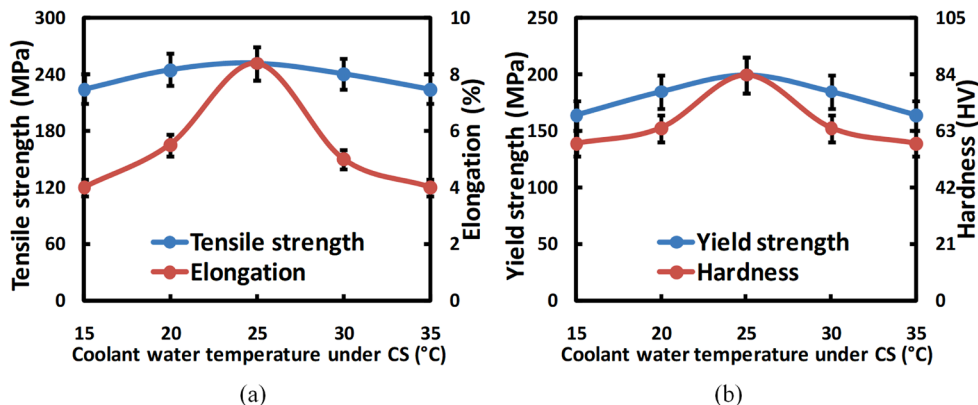 300 10 250 105
240 8 200 84
180 6 150 63
120 4 100 42
60 2 50 21
0 0 0 0
Tensile strength (MPa)
Elongation (%)
Tensile strength
Elongation
15 20 25 30 35
Coolant water temperature under CS (°C)
(a)
Yield strength (MPa)
Hardness (HV)
Yield strength
Hardness
15 20 25 30 35
Coolant water temperature under CS (°C)
(b)